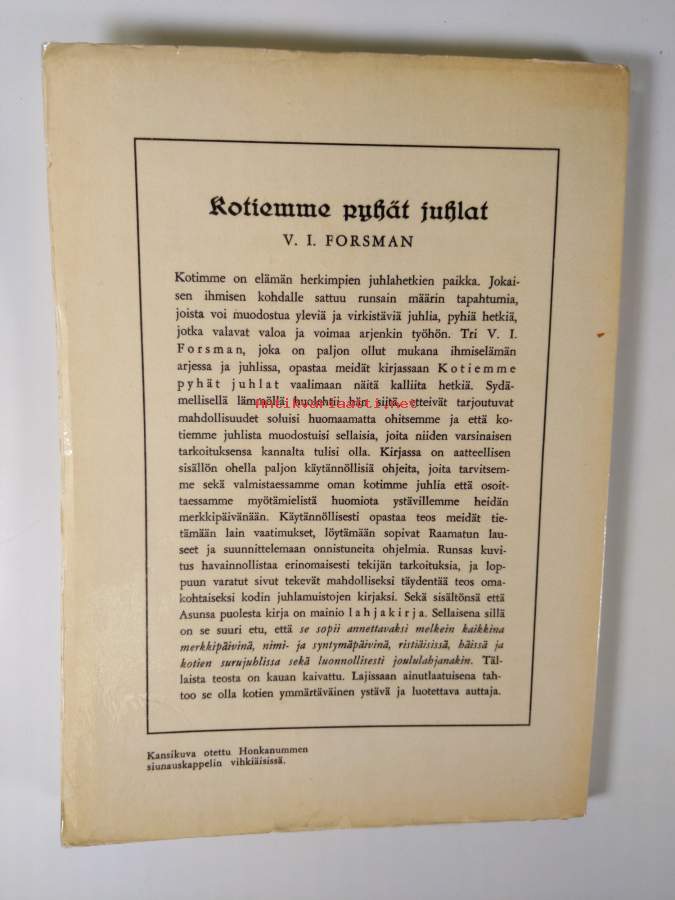 Kotiemme pyhät juhlat
V. I. FORSMAN
Kotimme on elämän herkimpien juhlahetkien paikka. Jokai-
sen ihmisen kohdalle sattuu runsain määrin tapahtumia,
joista voi muodostua yleviä ja virkistäviä juhlia, pyhiä hetkiä,
jotka valavat valoa ja voimaa arjenkin työhön. Tri V. I.
Forsman, joka on paljon ollut mukana ihmiselämän
arjessa ja juhlissa, opastaa meidät kirjassaan Kotiemme
pyhät juhlat vaalimaan näitä kalliita hetkiä. Sydä-
mellisellä lämmöllä huolehtii hän siitä, etteivät tarjoutuvat
Antikvariaatti.net
mahdollisuudet soluisi huomaamatta ohitsemme ja että ko-
tiemme juhlista muodostuisi sellaisia, joita niiden varsinaisen
tarkoituksensa kannalta tulisi olla. Kirjassa on aatteellisen
sisällön ohella paljon käytännöllisiä ohjeita, joita tarvitsem-
me sekä valmistaessamme oman kotimme juhlia että osoit-
taessamme myötämielistä huomiota ystävillemme heidän
merkkipäivänään. Käytännöllisesti opastaa teos meidät tie-
tämään lain vaatimukset, löytämään sopivat Raamatun lau-
seet ja suunnittelemaan onnistuneita ohjelmia. Runsas kuvi-
tus havainnollistaa erinomaisesti tekijän tarkoituksia, ja lop-
puun varatut sivut tekevät mahdolliseksi täydentää teos oma-
kohtaiseksi kodin juhlamuistojen kirjaksi. Sekä sisältönsä että
Asunsa puolesta kirja on mainio lahjakirja. Sellaisena sillä
on se suuri etu, että se sopii annettavaksi melkein kaikkina
merkkipäivinä, nimi- ja syntymäpäivinä, ristiäisissä, häissä ja
kotien surujuhlissa sekä luonnollisesti joululahjanakin. Täl-
laista teosta on kauan kaivattu. Lajissaan ainutlaatuisena tah-
too se olla kotien ymmärtäväinen ystävä ja luotettava auttaja.
Kansikuva otettu Honkanummen
siunauskappelin vihkiäisissä.